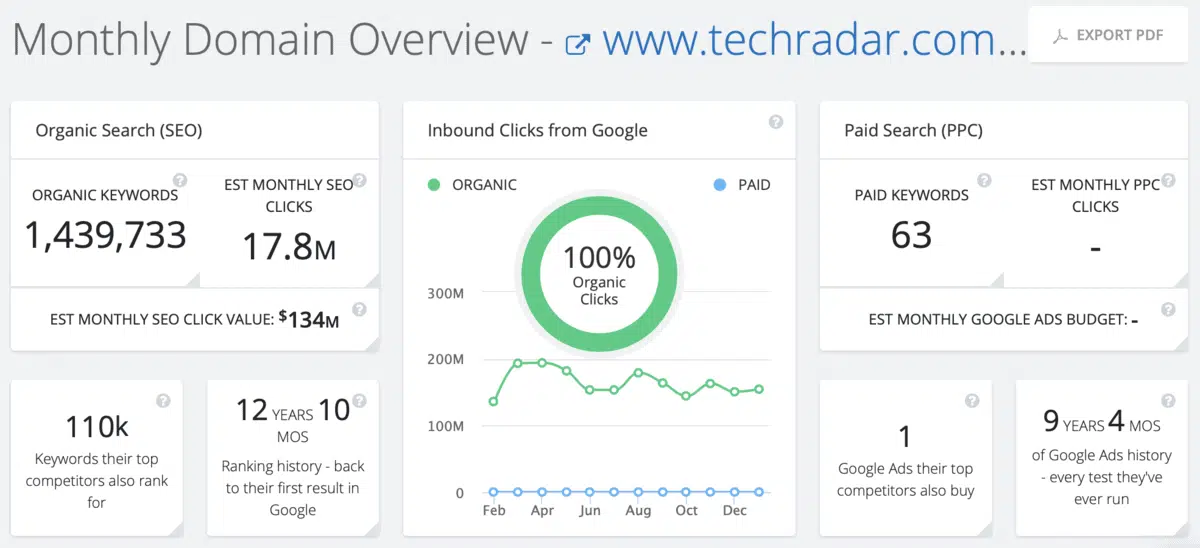 Monthly Domain Overview - www.techradar.com...
EXPORT PDF
Organic Search (SEO)
ORGANIC KEYWORDS
?
1,439,733
EST MONTHLY SEO
?
CLICKS
17.8M
EST MONTHLY SEO CLICK VALUE: $134M
?
110k
?
Keywords their top
competitors also rank
for
12 YEARS 10
?
MOS
Ranking history - back
to their first result in
Google
Inbound Clicks from Google
?
ORGANIC
PAID
100%
Organic
Clicks
300M
200M
100M
0
Feb Apr Jun Aug Oct Dec
Paid Search (PPC)
PAID KEYWORDS
?
63
EST MONTHLY PPC
?
CLICKS
-
EST MONTHLY GOOGLE ADS BUDGET: -
?
1
?
Google Ads their top
competitors also buy
9 YEARS 4 MOS
?
of Google Ads history
- every test they've
ever run